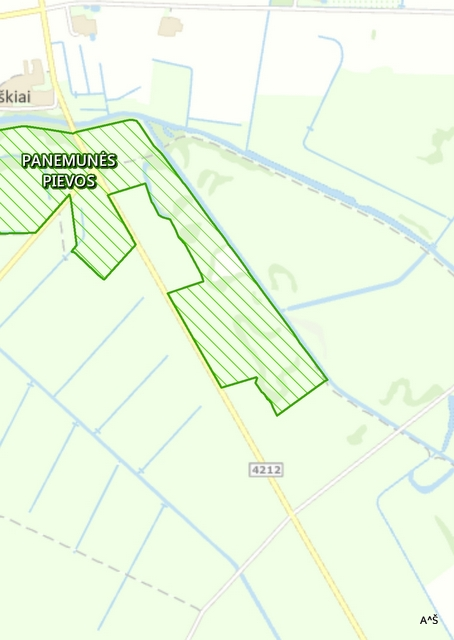 škiai
PANEMUNĖS
PIEVOS
4212
A^Š